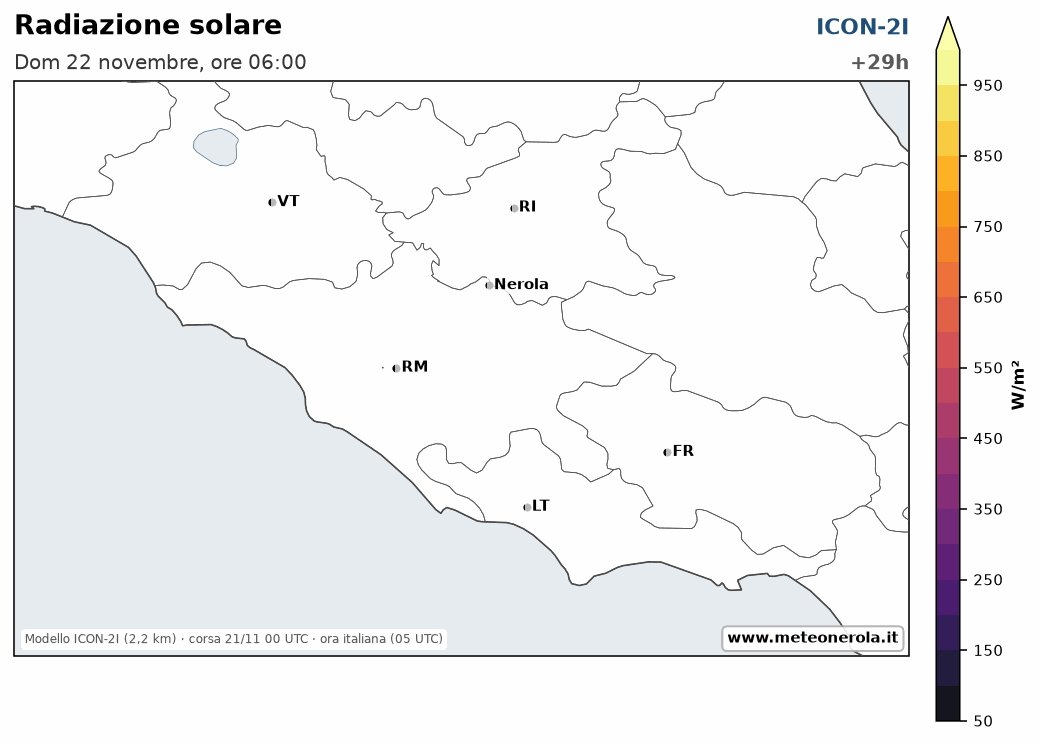 Radiazione solare
ICON-2I
Dom 22 novembre, ore 06:00
+29h
950
850
750
650
550
450
350
250
150
50
W/m²
VT
RI
Nerola
RM
FR
LT
Modello ICON-2I (2,2 km) · corsa 21/11 00 UTC · ora italiana (05 UTC)
www.meteonerola.it